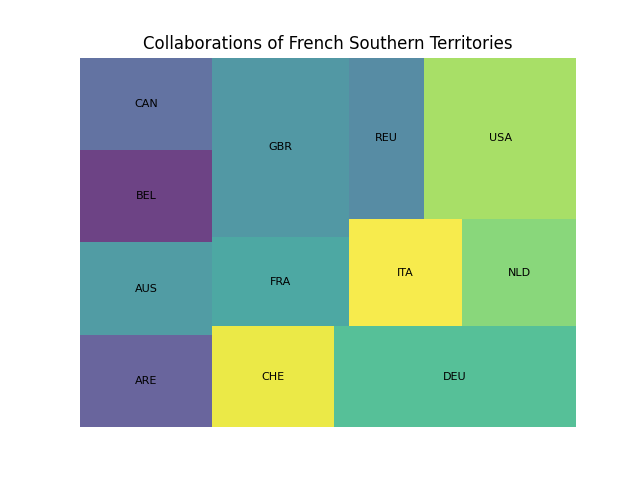 Collaborations of French Southern Territories
CAN
GBR
REU
USA
BEL
AUS
FRA
ITA
NLD
ARE
CHE
DEU